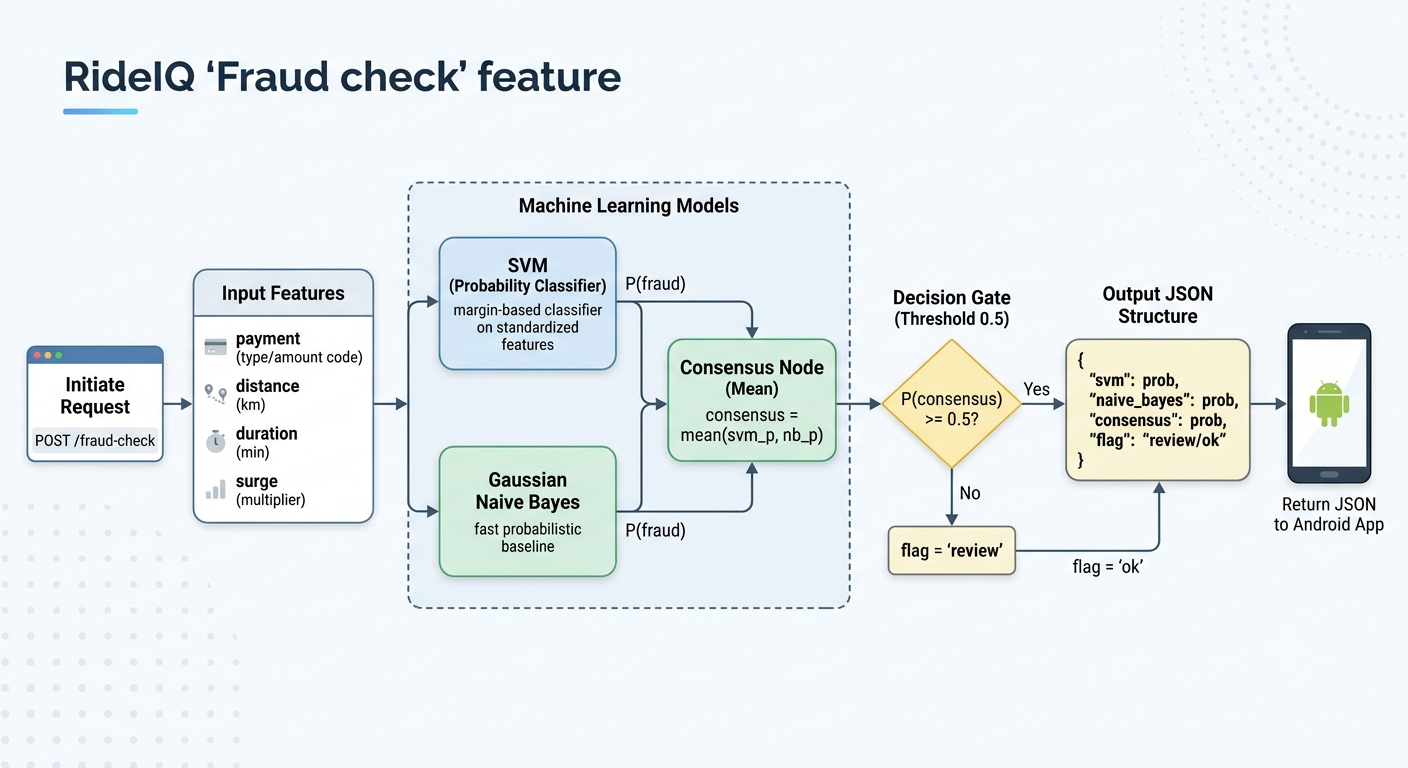 RideIQ ‘Fraud check’ feature
Initiate
Request
POST /fraud-check
Input Features
payment
(type/amount code)
distance
(km)
duration
(min)
surge
(multiplier)
Machine Learning Models
SVM
(Probability Classifier)
margin-based classifier
on standardized
features
P(fraud)
Gaussian
Naive Bayes
fast probabilistic
baseline
P(fraud)
Consensus Node
(Mean)
consensus =
mean(svm_p, nb_p)
Decision Gate
(Threshold 0.5)
P(consensus)
>= 0.5?
Yes
No
flag = ‘review’
flag = ‘ok’
Output JSON
Structure
{
"svm": prob,
"naive_bayes": prob,
"consensus": prob,
"flag": "review/ok"
}
Return JSON
to Android App